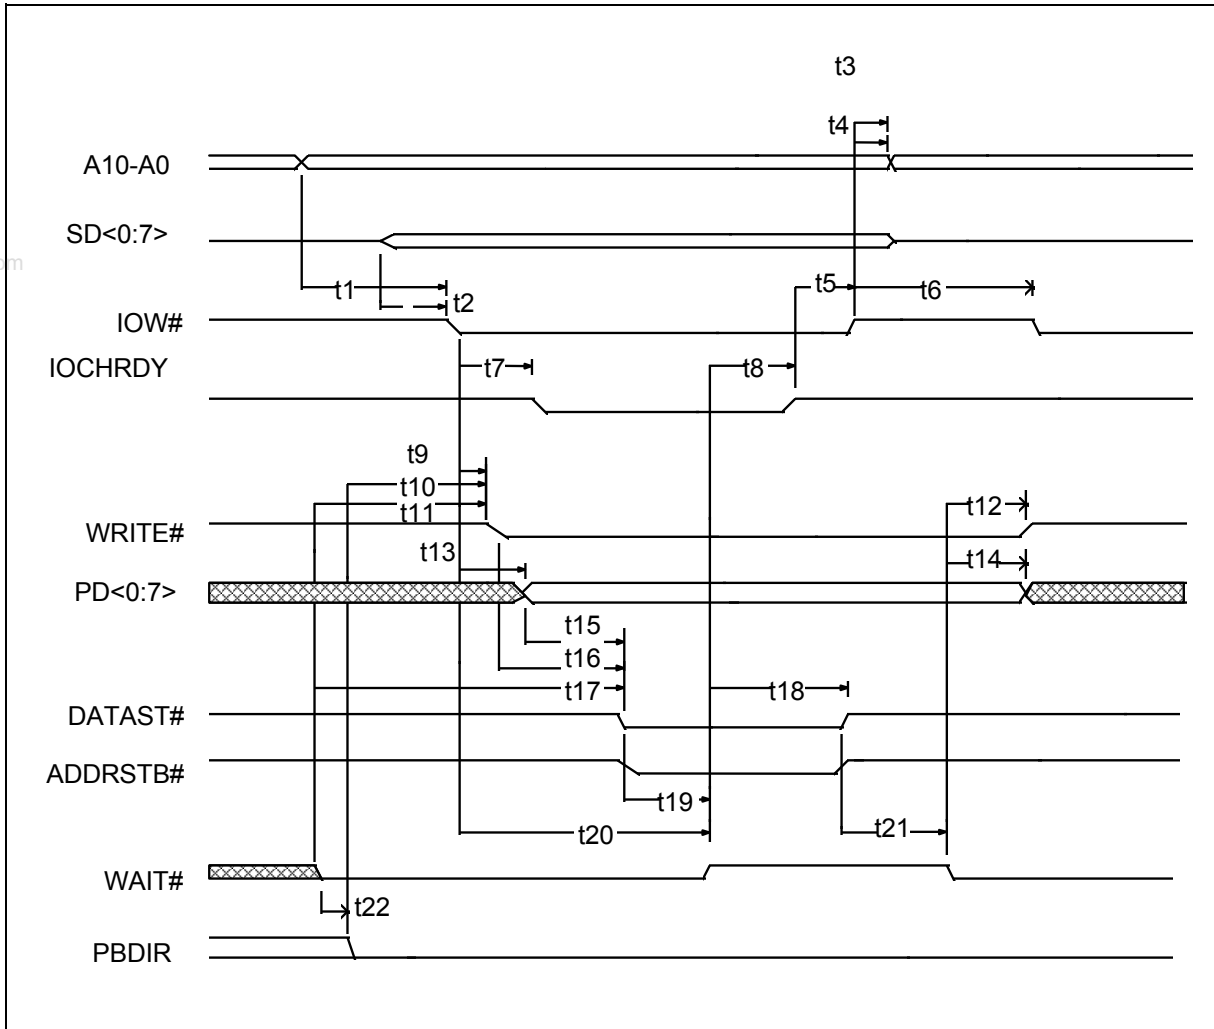 t3
t4
A10-A0
SD<0:7>
om
t1
t2
t5
t6
IOW#
IOCHRDY
t7
t8
t9
t10
t11
t12
WRITE#
t13
t14
PD<0:7>
t15
t16
t17
t18
DATAST#
ADDRSTB#
t19
t20
t21
WAIT#
t22
PBDIR